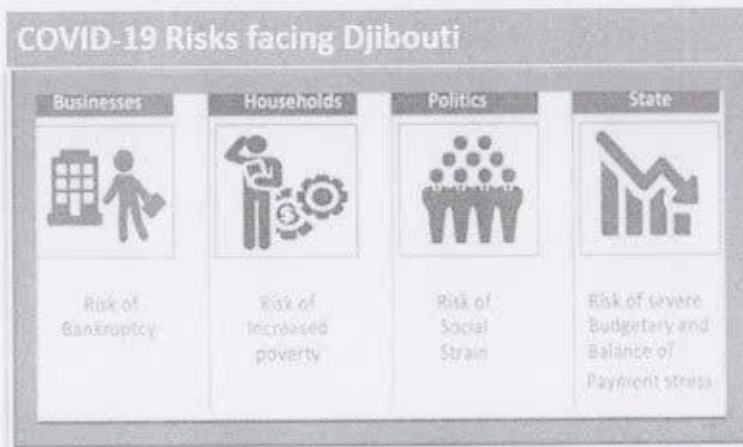 COVID-19 Risks facing Djibouti
Businesses
Risk of
Bankruptcy
Households
Risk of
Increased
poverty
Politics
Risk of
Social
Strain
State
Risk of severe
Budgetary and
Balance of
Payment stress